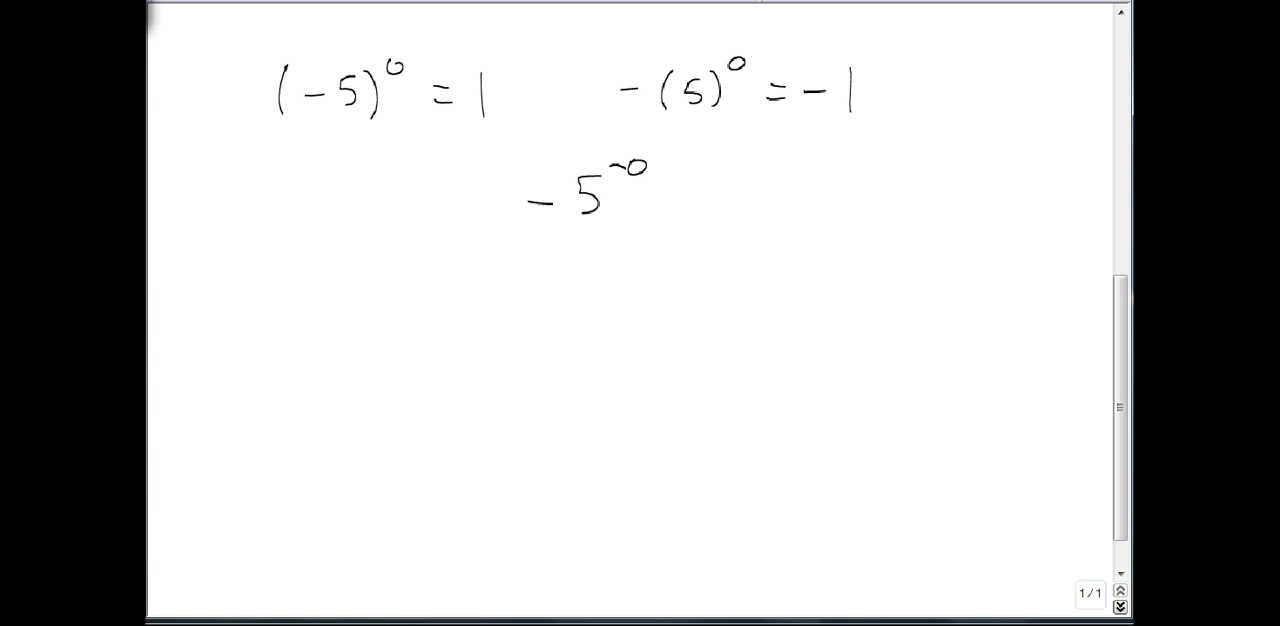 (-5)⁰ = 1 -(5)⁰ = -1
-5⁻⁰
1/1